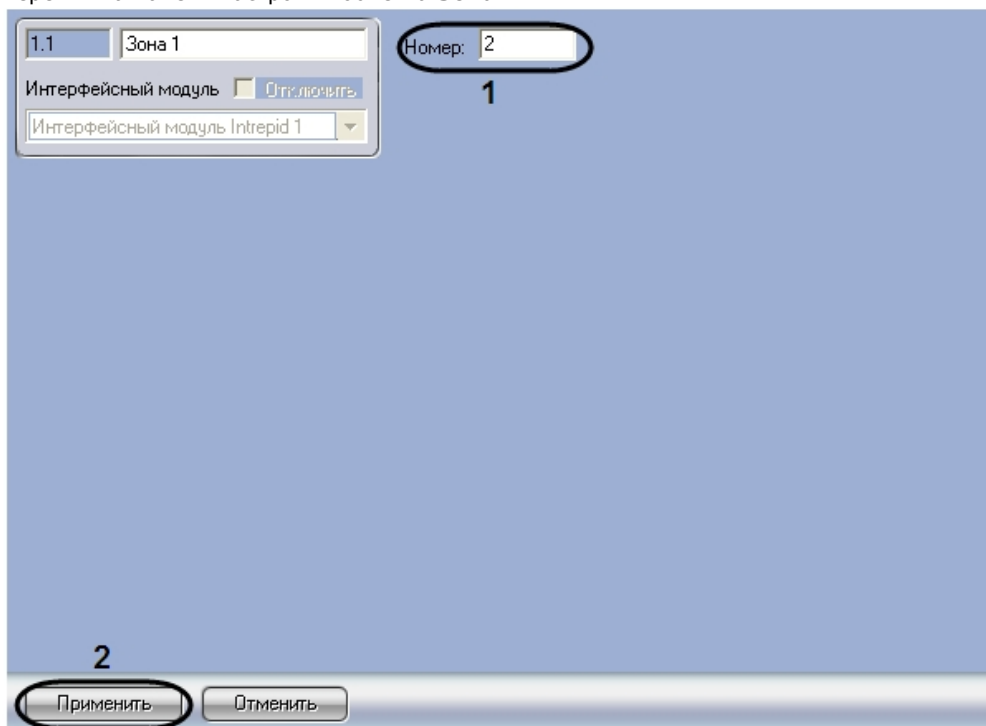 1.1 Зона 1 Номер: 2
1
Интерфейсный модуль Отключить
Интерфейсный модуль Intrepid 1
2
Применить Отменить